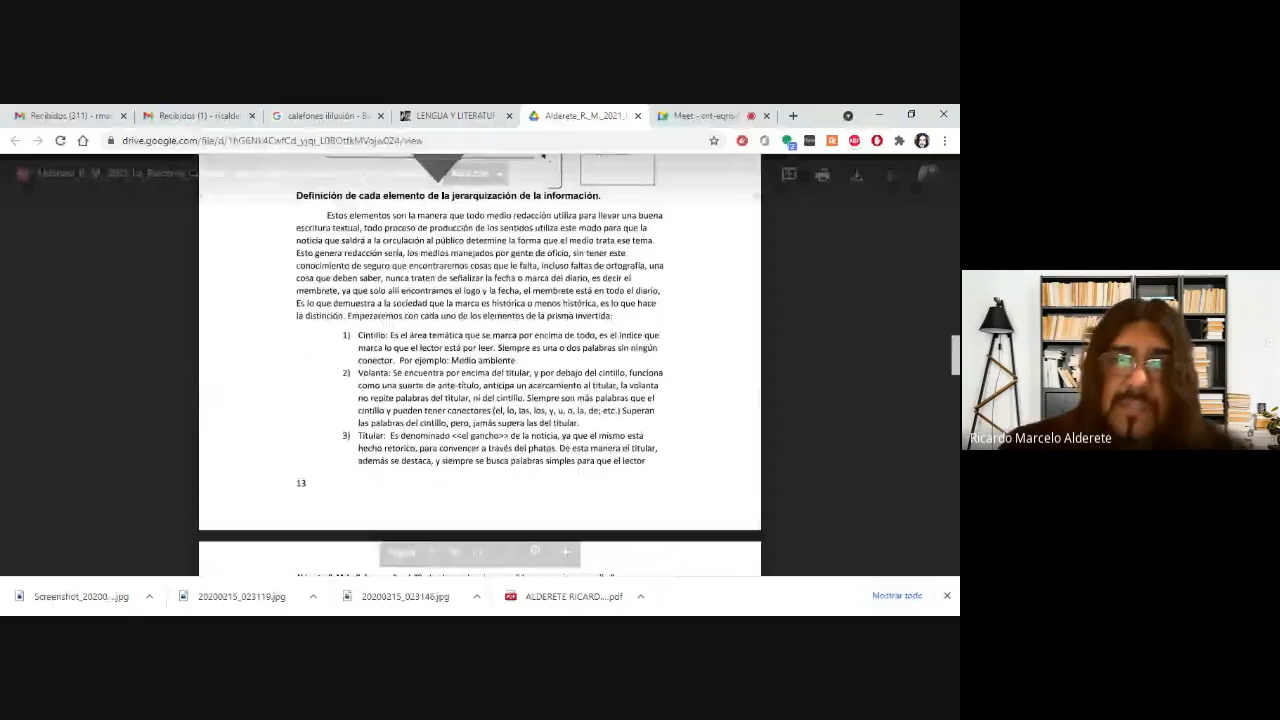 Recibidos (311) - rma
Recibidos (1) - ricalde
calefones ililuvión - Bu
LENGUA Y LITERATUR
Alderete_R._M._2021_(
Meet - ont-eqhs-
drive.google.com/file/d/1hG6Nk4CwfCd_yjqi_L08OtfkMVojw0Z4/view
Definición de cada elemento de la jerarquización de la información.
Estos elementos son la manera que todo medio redacción utiliza para llevar una buena
escritura textual, todo proceso de producción de los sentidos utiliza este modo para que la
noticia que saldrá a la circulación al público determine la forma que el medio trata ese tema.
Esto genera redacción sería, los medios manejados por gente de oficio, sin tener este
conocimiento de seguro que encontraremos cosas que le falta, incluso faltas de ortografía, una
cosa que deben saber, nunca traten de señalizar la fecha o marca del diario, es decir el
membrete, ya que solo allí encontramos el logo y la fecha, el membrete está en todo el diario,
Es lo que demuestra a la sociedad que la marca es histórica o menos histórica, es lo que hace
la distinción. Empezaremos con cada uno de los elementos de la prisma invertida:
1) Cintillo: Es el área temática que se marca por encima de todo, es el índice que
marca lo que el lector está por leer. Siempre es una o dos palabras sin ningún
conector. Por ejemplo: Medio ambiente.
2) Volanta: Se encuentra por encima del titular, y por debajo del cintillo, funciona
como una suerte de ante-título, anticipa un acercamiento al titular, la volanta
no repite palabras del titular, ni del cintillo. Siempre son más palabras que el
cintillo y pueden tener conectores (el, lo, las, los, y, u, o, la, de; etc.) Superan
las palabras del cintillo, pero, jamás supera las del titular.
3) Titular: Es denominado <<el gancho>> de la noticia, ya que el mismo está
hecho retorico, para convencer a través del phatos. De esta manera el titular,
además se destaca, y siempre se busca palabras simples para que el lector
13
Screenshot_20200....jpg
20200215_023119.jpg
20200215_023146.jpg
ALDERETE RICARD....pdf
Mostrar todo
Ricardo Marcelo Alderete